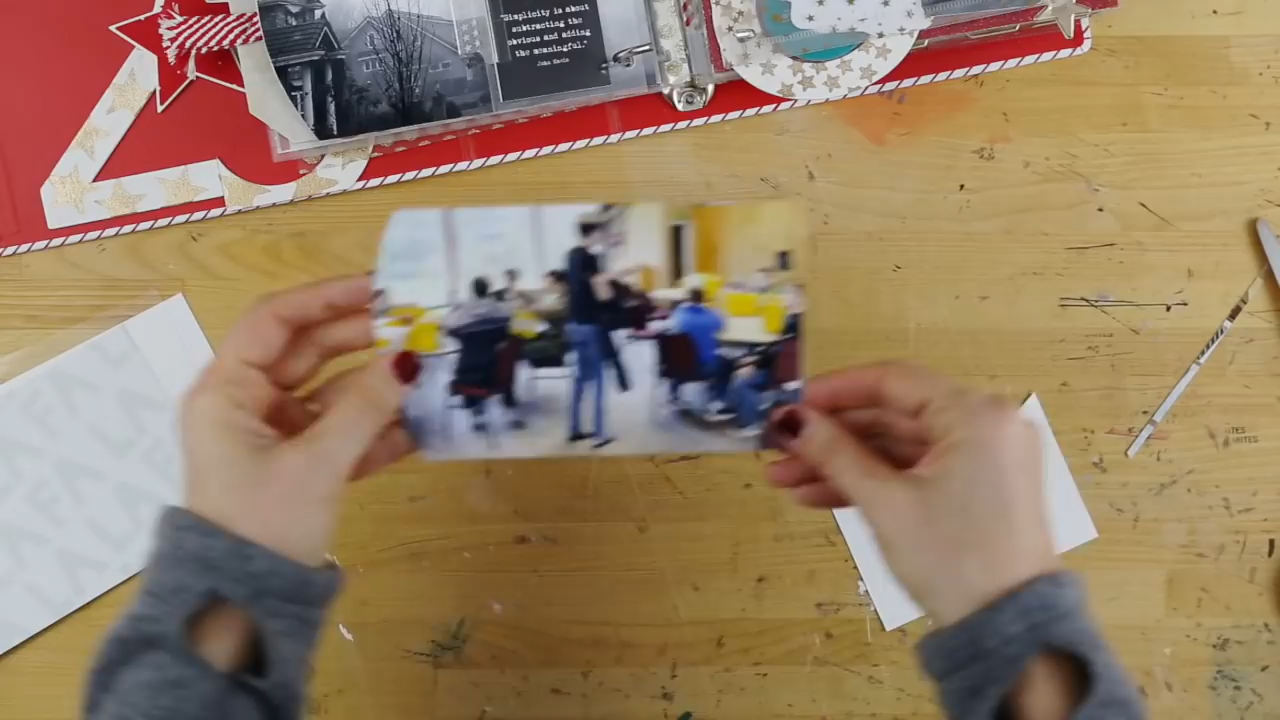 "Simplicity is about
subtracting the
obvious and adding
the meaningful."
John Maeda